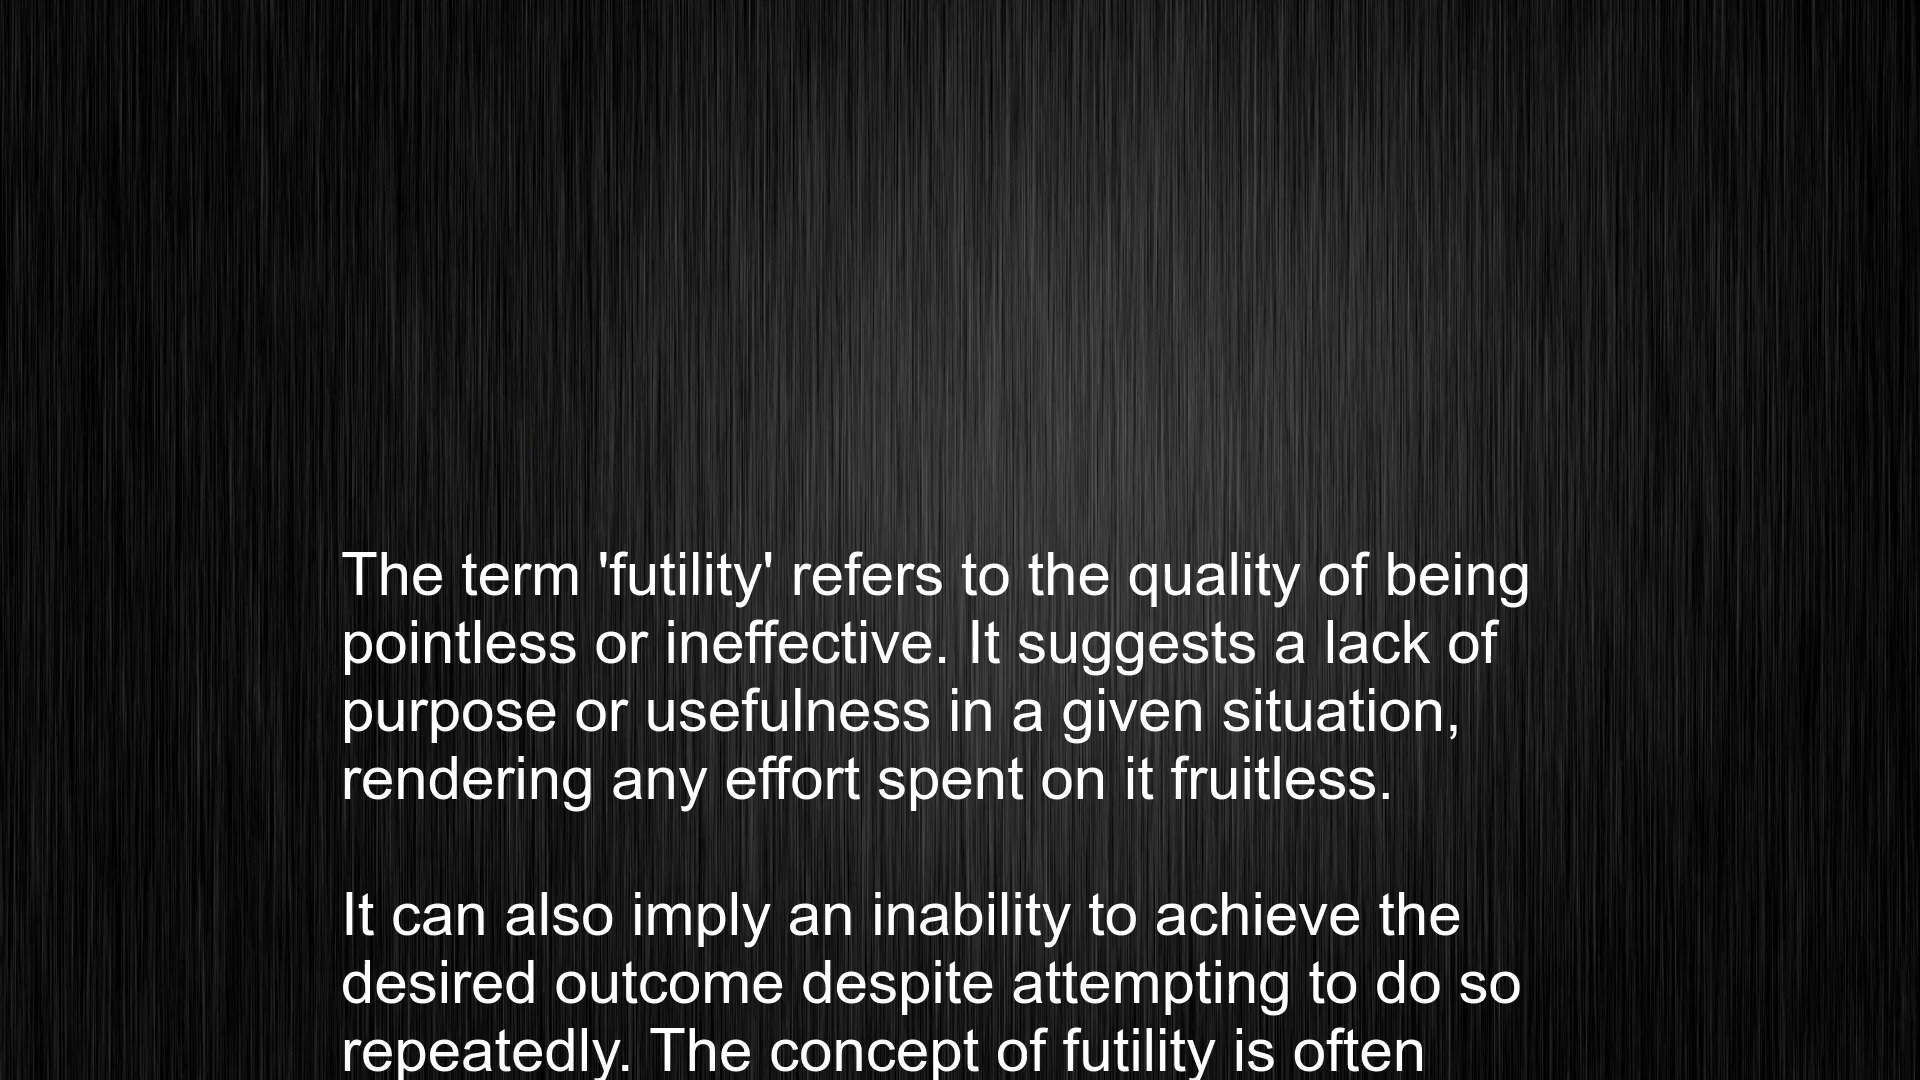 The term 'futility' refers to the quality of being
pointless or ineffective. It suggests a lack of
purpose or usefulness in a given situation,
rendering any effort spent on it fruitless.
It can also imply an inability to achieve the
desired outcome despite attempting to do so
repeatedly. The concept of futility is often